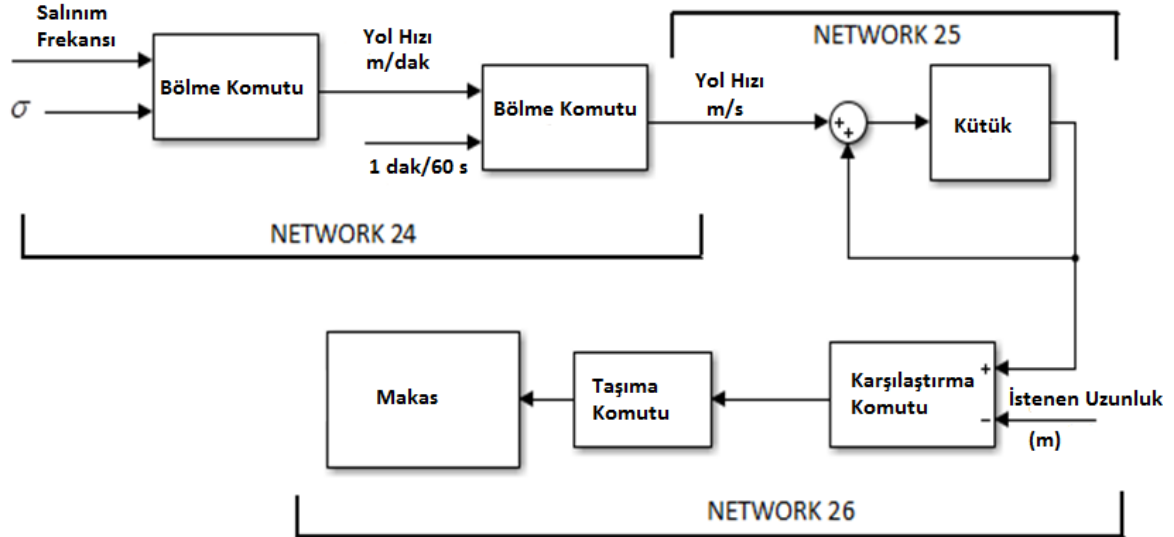 Salınım
Frekansı
σ
Bölme Komutu
Yol Hızı
m/dak
1 dak/60 s
Bölme Komutu
Yol Hızı
m/s
NETWORK 25
+
+
Kütük
NETWORK 24
Makas
Taşıma
Komutu
Karşılaştırma
Komutu
+
−
İstenen Uzunluk
(m)
NETWORK 26